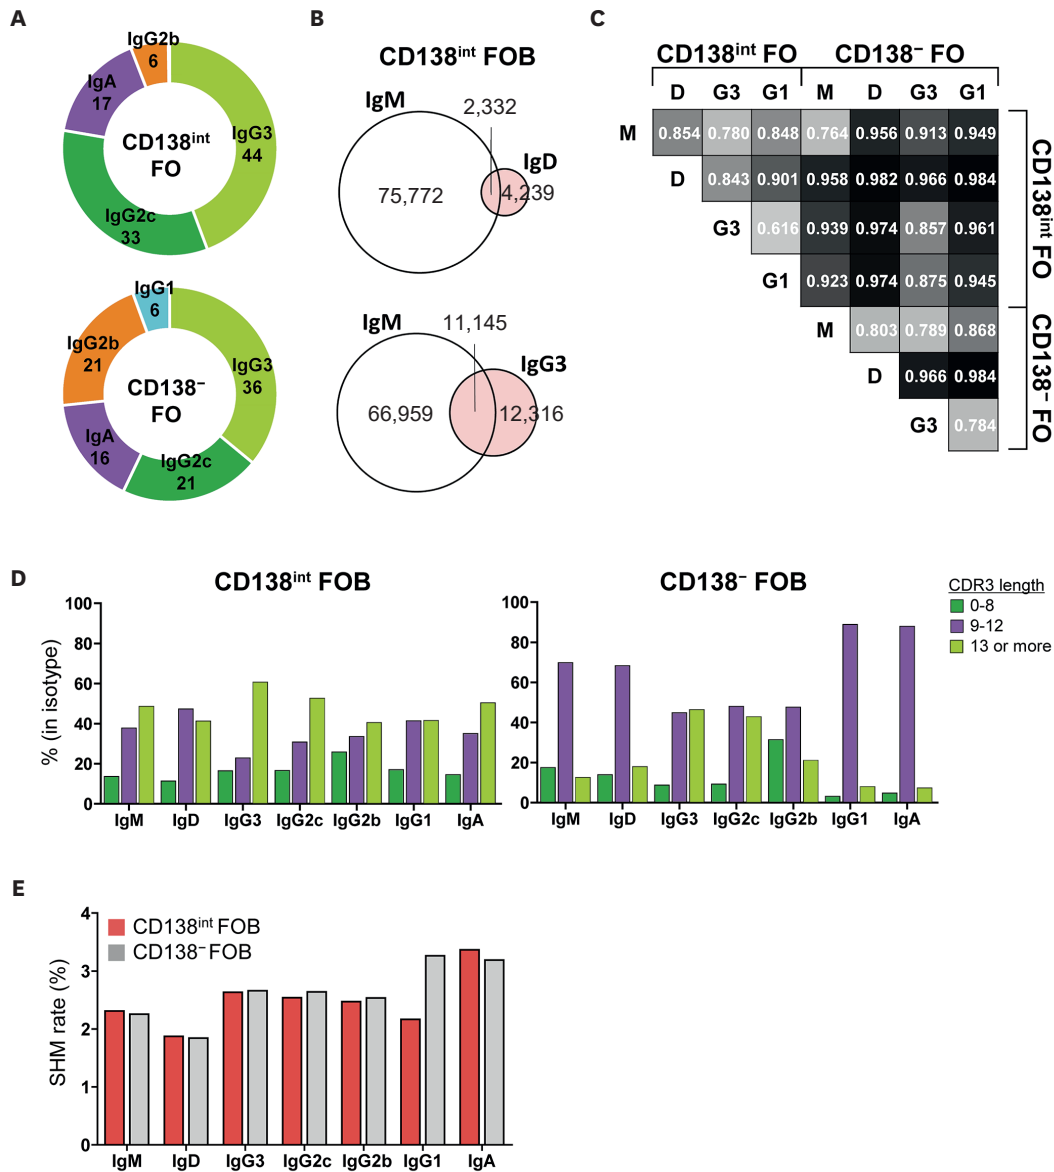 A
IgG2b
6
IgA
17
IgG3
44
CD138int
FO
IgG2c
33
IgG1
6
IgG2b
21
IgG3
36
CD138–
FO
IgA
16
IgG2c
21
B
CD138int FOB
IgM
2,332
IgD
75,772
4,239
IgM
11,145
IgG3
66,959
12,316
C
CD138int FO CD138– FO
D G3 G1 M D G3 G1
M 0.854 0.780 0.848 0.764 0.956 0.913 0.949
D 0.843 0.901 0.958 0.982 0.966 0.984
G3 0.616 0.939 0.974 0.857 0.961
G1 0.923 0.974 0.875 0.945
M 0.803 0.789 0.868
D 0.966 0.984
G3 0.784
CD138int FO
CD138– FO
D
CD138int FOB
% (in isotype)
100
80
60
40
20
0
IgM IgD IgG3 IgG2c IgG2b IgG1 IgA
CD138– FOB
100
80
60
40
20
0
IgM IgD IgG3 IgG2c IgG2b IgG1 IgA
CDR3 length
0-8
9-12
13 or more
E
SHM rate (%)
4
3
2
1
0
CD138int FOB
CD138– FOB
IgM IgD IgG3 IgG2c IgG2b IgG1 IgA